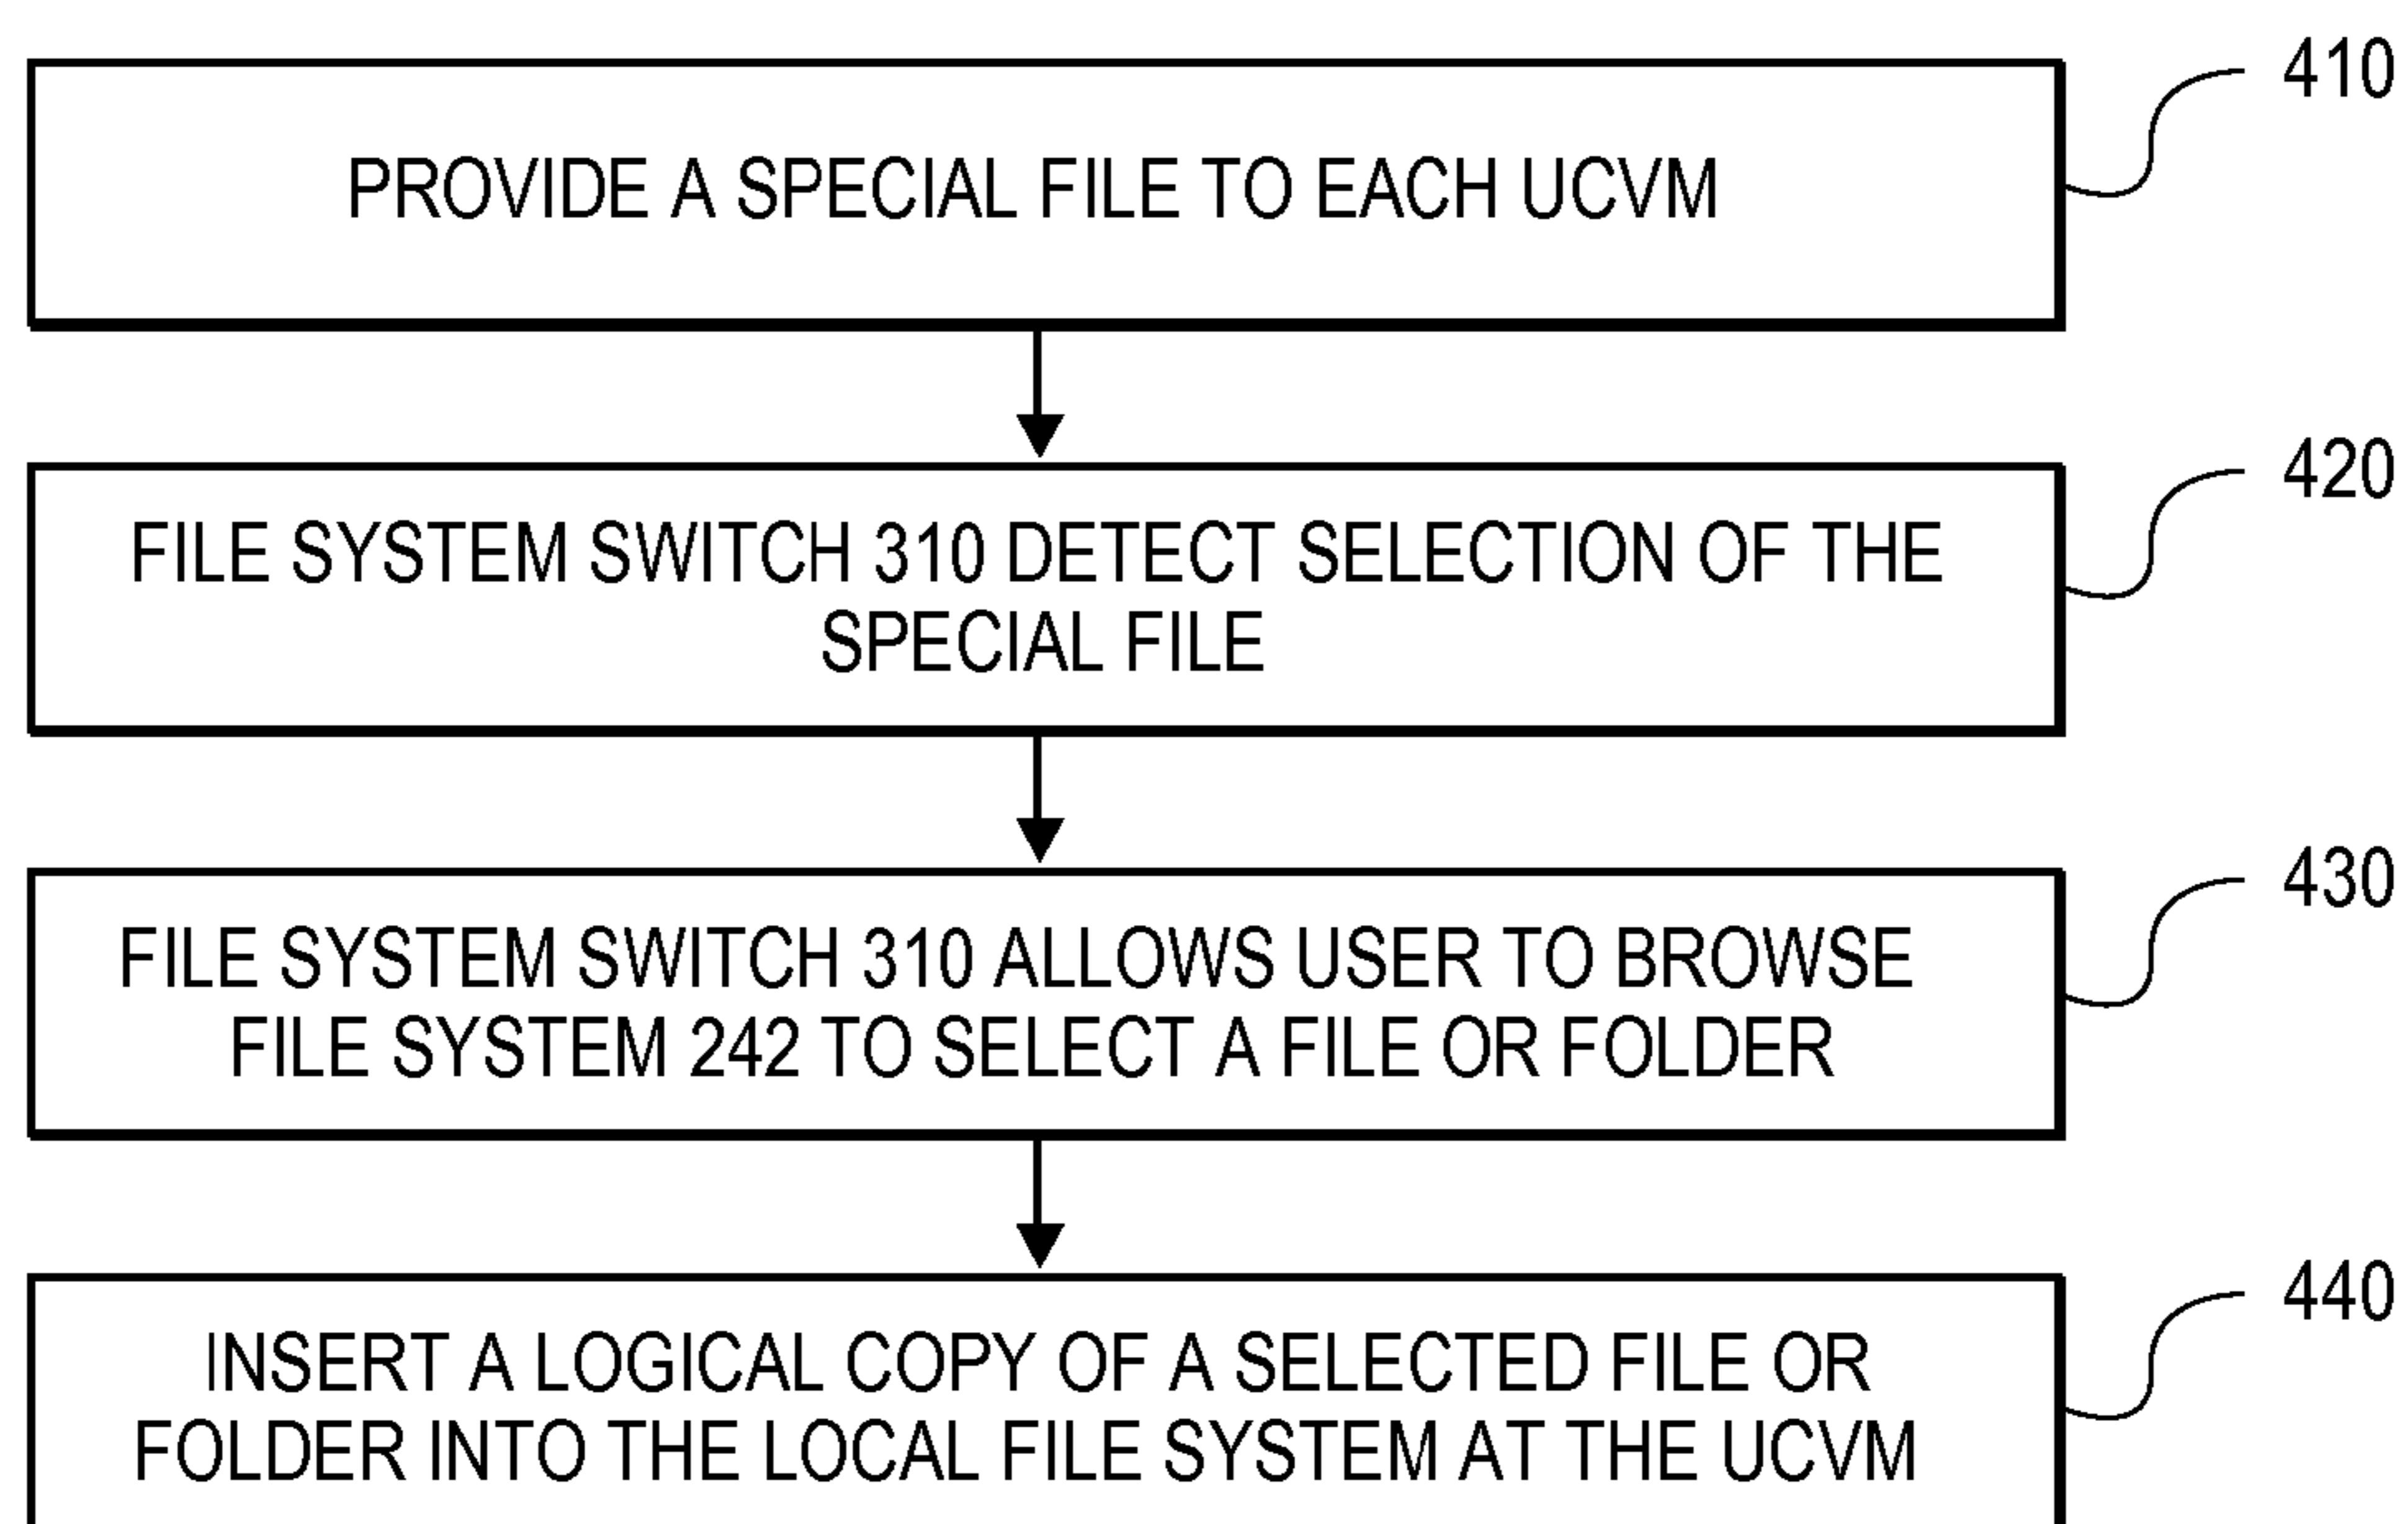 410
PROVIDE A SPECIAL FILE TO EACH UCVM
420
FILE SYSTEM SWITCH 310 DETECT SELECTION OF THE
SPECIAL FILE
430
FILE SYSTEM SWITCH 310 ALLOWS USER TO BROWSE
FILE SYSTEM 242 TO SELECT A FILE OR FOLDER
440
INSERT A LOGICAL COPY OF A SELECTED FILE OR
FOLDER INTO THE LOCAL FILE SYSTEM AT THE UCVM